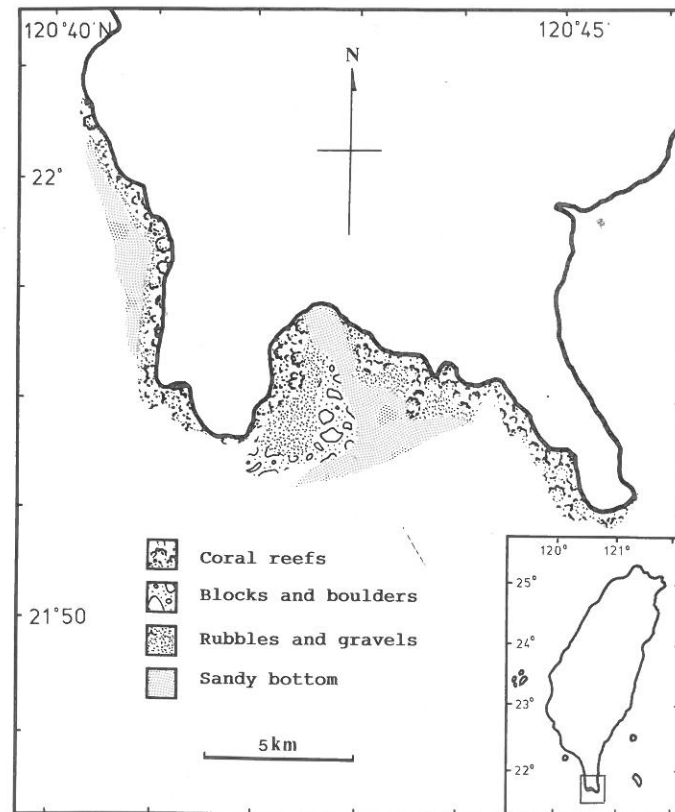 120°40'N
120°45'
N
22°
21°50
Coral reefs
Blocks and boulders
Rubbles and gravels
Sandy bottom
5km
120° 121°
25°
24°
23°
22°